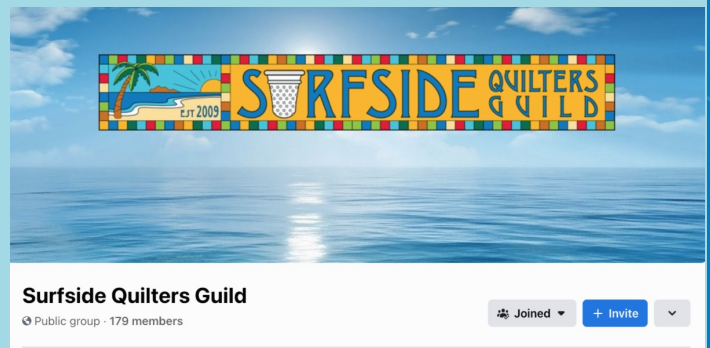 SURFSIDE QUILTERS
GUILD
EST 2009
Surfside Quilters Guild
Public group · 179 members
Joined
+ Invite